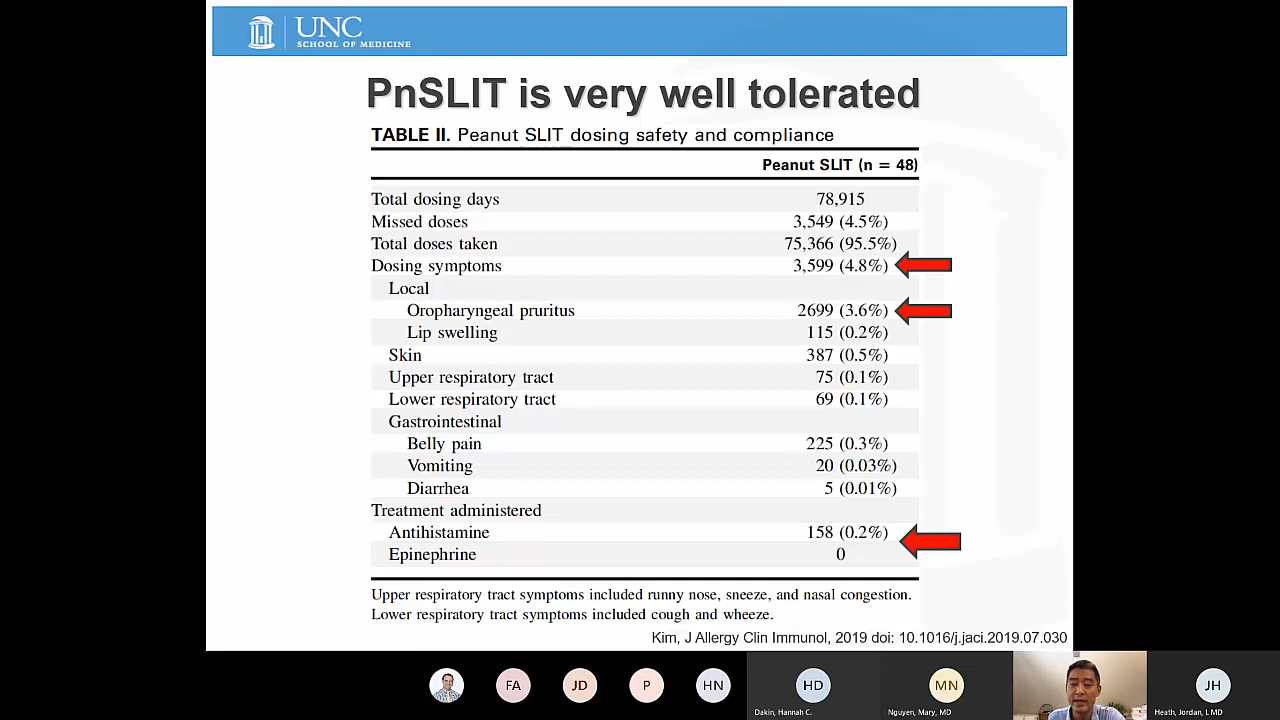 UNC
SCHOOL OF MEDICINE
PnSLIT is very well tolerated
TABLE II. Peanut SLIT dosing safety and compliance
Peanut SLIT (n = 48)
Total dosing days 78,915
Missed doses 3,549 (4.5%)
Total doses taken 75,366 (95.5%)
Dosing symptoms 3,599 (4.8%)
Local
Oropharyngeal pruritus 2699 (3.6%)
Lip swelling 115 (0.2%)
Skin 387 (0.5%)
Upper respiratory tract 75 (0.1%)
Lower respiratory tract 69 (0.1%)
Gastrointestinal
Belly pain 225 (0.3%)
Vomiting 20 (0.03%)
Diarrhea 5 (0.01%)
Treatment administered
Antihistamine 158 (0.2%)
Epinephrine 0
Upper respiratory tract symptoms included runny nose, sneeze, and nasal congestion.
Lower respiratory tract symptoms included cough and wheeze.
Kim, J Allergy Clin Immunol, 2019 doi: 10.1016/j.jaci.2019.07.030
FA JD P HN HD MN JH
Dakin, Hannah C. Nguyen, Mary, MD Heath, Jordan, L MD